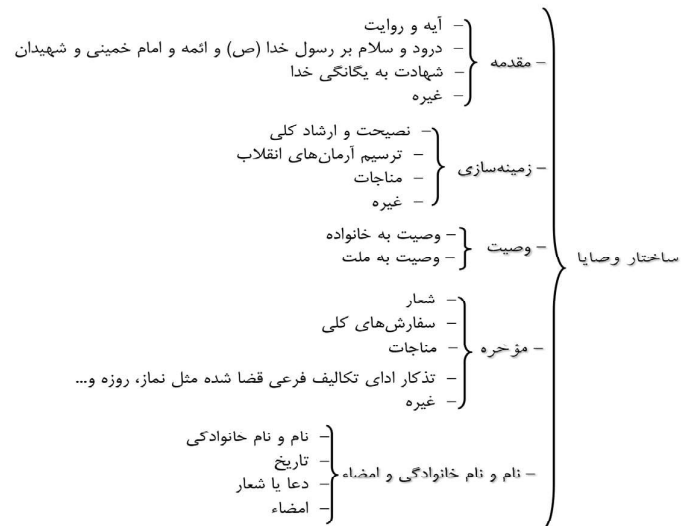 ساختار وصایا
– مقدمه
– آیه و روایت
– درود و سلام بر رسول خدا (ص) و ائمه و امام خمینی و شهیدان
– شهادت به یگانگی خدا
– غیره
– زمینه‌سازی
– نصیحت و ارشاد کلی
– ترسیم آرمان‌های انقلاب
– مناجات
– غیره
– وصیت
– وصیت به خانواده
– وصیت به ملت
– مؤخره
– شعار
– سفارش‌های کلی
– مناجات
– تذکار ادای تکالیف فرعی قضا شده مثل نماز، روزه و...
– غیره
– نام و نام خانوادگی و امضاء
– نام و نام خانوادگی
– تاریخ
– دعا یا شعار
– امضاء